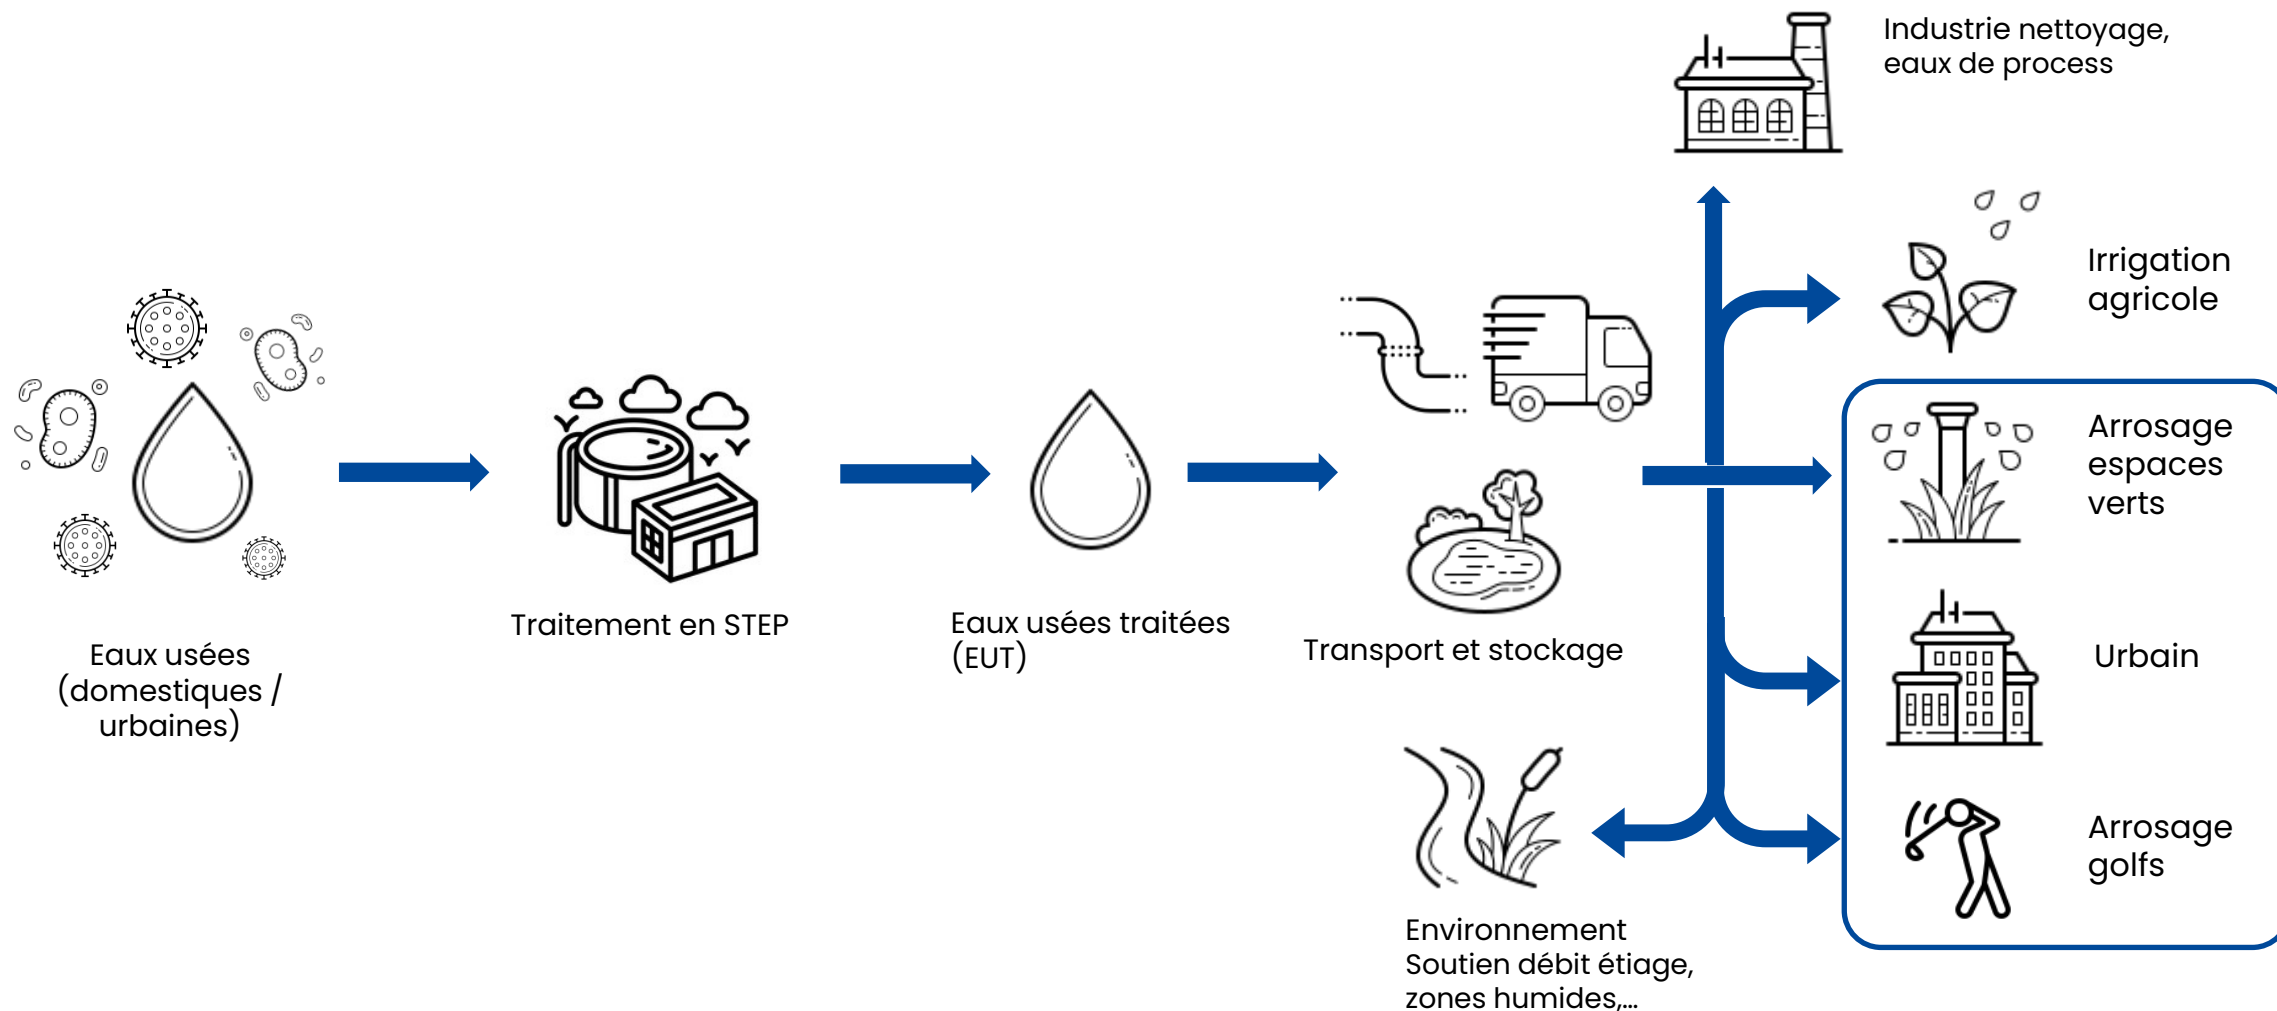 Industrie nettoyage,
eaux de process
Irrigation
agricole
Arrosage
espaces
verts
Urbain
Arrosage
golfs
Eaux usées
(domestiques /
urbaines)
Traitement en STEP
Eaux usées traitées
(EUT)
Transport et stockage
Environnement
Soutien débit étiage,
zones humides,...